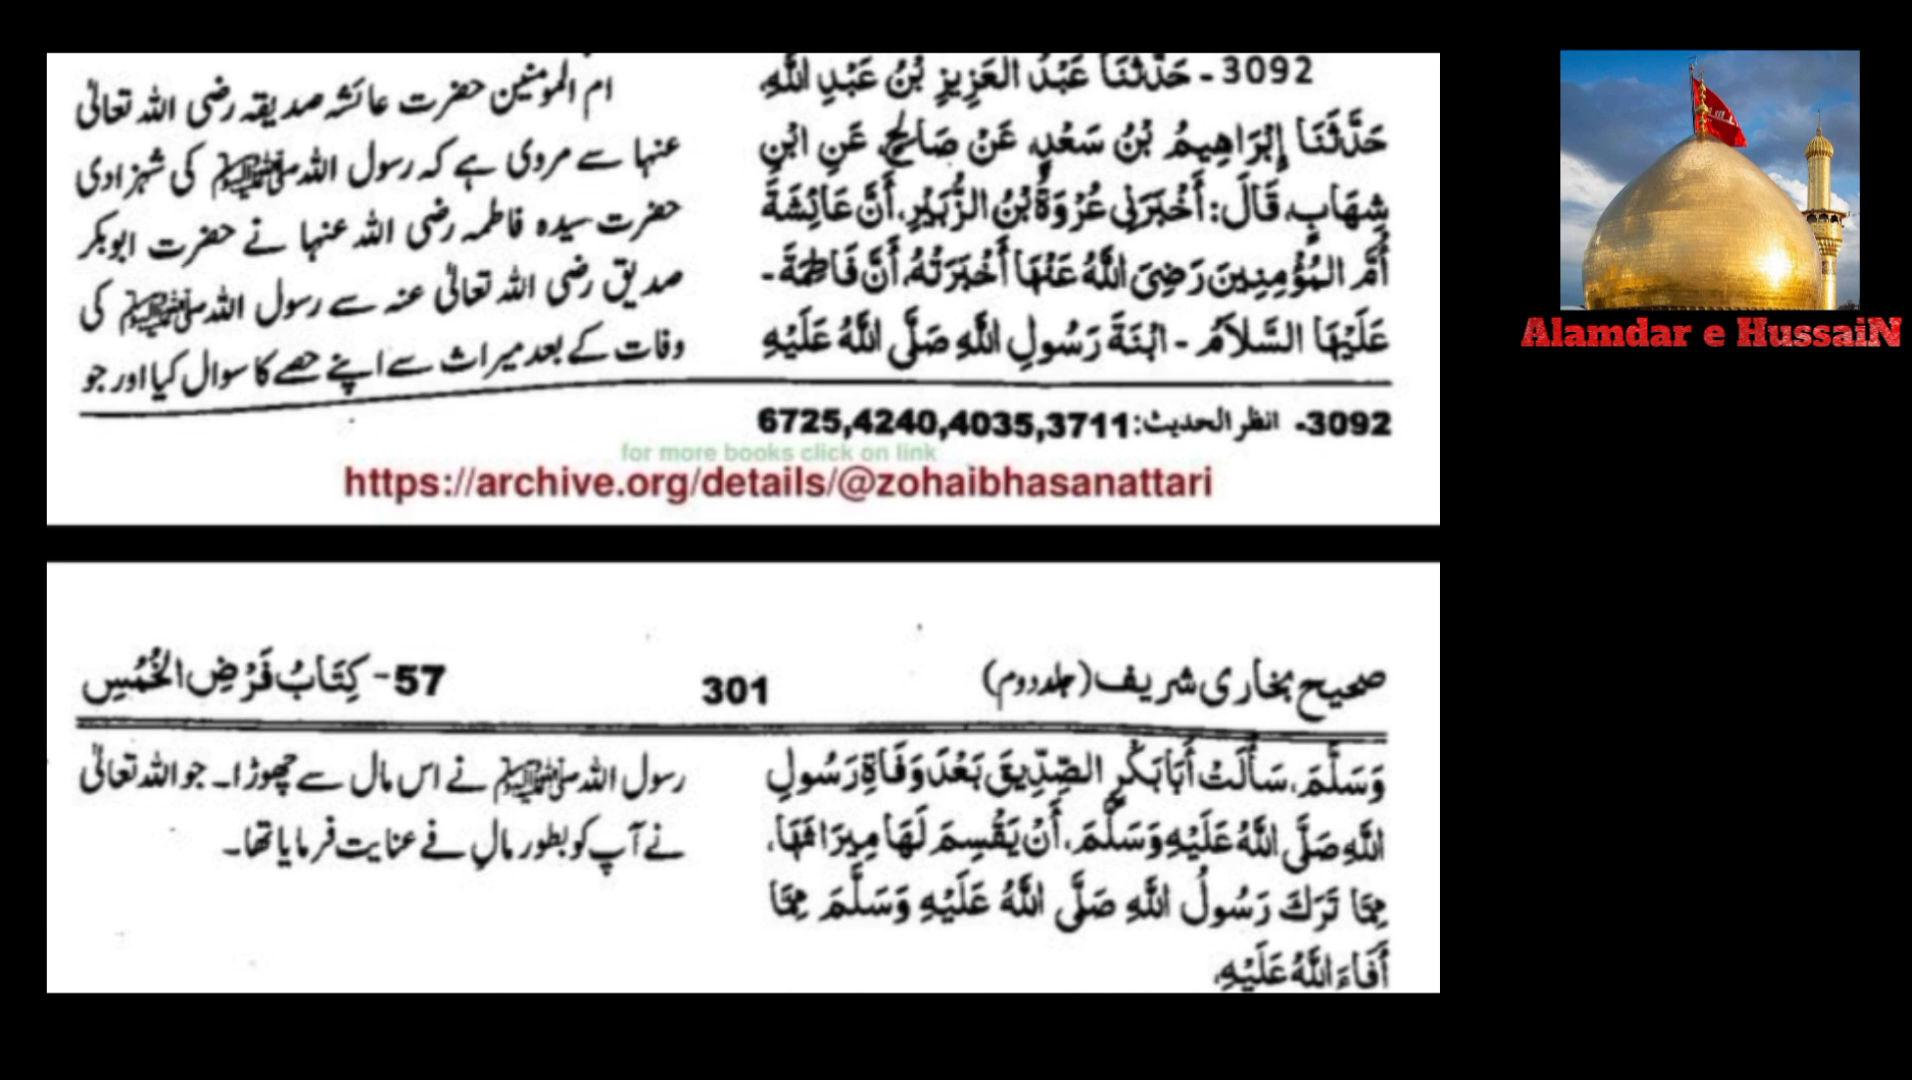 3092- حَدَّثَنَا عَبْدُ العَزِيزِ بْنُ عَبْدِ اللَّهِ،
حَدَّثَنَا إِبْرَاهِيمُ بْنُ سَعْدٍ، عَنْ صَالِحٍ، عَنِ ابْنِ
شِهَابٍ، قَالَ: أَخْبَرَنِي عُرْوَةُ بْنُ الزُّبَيْرِ، أَنَّ عَائِشَةَ
أُمَّ المُؤْمِنِينَ رَضِيَ اللَّهُ عَنْهَا أَخْبَرَتْهُ أَنَّ فَاطِمَةَ -
عَلَيْهَا السَّلاَمُ - ابْنَةَ رَسُولِ اللَّهِ صَلَّى اللَّهُ عَلَيْهِ
ام المومنین حضرت عائشہ صدیقہ رضی اللہ تعالیٰ
عنہا سے مروی ہے کہ رسول اللہ ﷺ کی شہزادی
حضرت سیدہ فاطمہ رضی اللہ عنہا نے حضرت ابوبکر
صدیق رضی اللہ تعالیٰ عنہ سے رسول اللہ ﷺ کی
وفات کے بعد میراث سے اپنے حصے کا سوال کیا اور جو
3092- انظر الحدیث:6725,4240,4035,3711
for more books click on link
https://archive.org/details/@zohaibhasanattari
Alamdar e HussaiN
صحیح بخاری شریف (جلد دوم)
301
57- كِتَابُ فَرْضِ الخُمُسِ
وَسَلَّمَ، سَأَلَتْ أَبَا بَكْرٍ الصِّدِّيقَ بَعْدَ وَفَاةِ رَسُولِ
اللَّهِ صَلَّى اللَّهُ عَلَيْهِ وَسَلَّمَ، أَنْ يَقْسِمَ لَهَا مِيرَاثَهَا،
مِمَّا تَرَكَ رَسُولُ اللَّهِ صَلَّى اللَّهُ عَلَيْهِ وَسَلَّمَ مِمَّا
أَفَاءَ اللَّهُ عَلَيْهِ،
رسول اللہ ﷺ نے اس مال سے چھوڑا۔ جو اللہ تعالیٰ
نے آپ کو بطور مالِ فے عنایت فرمایا تھا۔